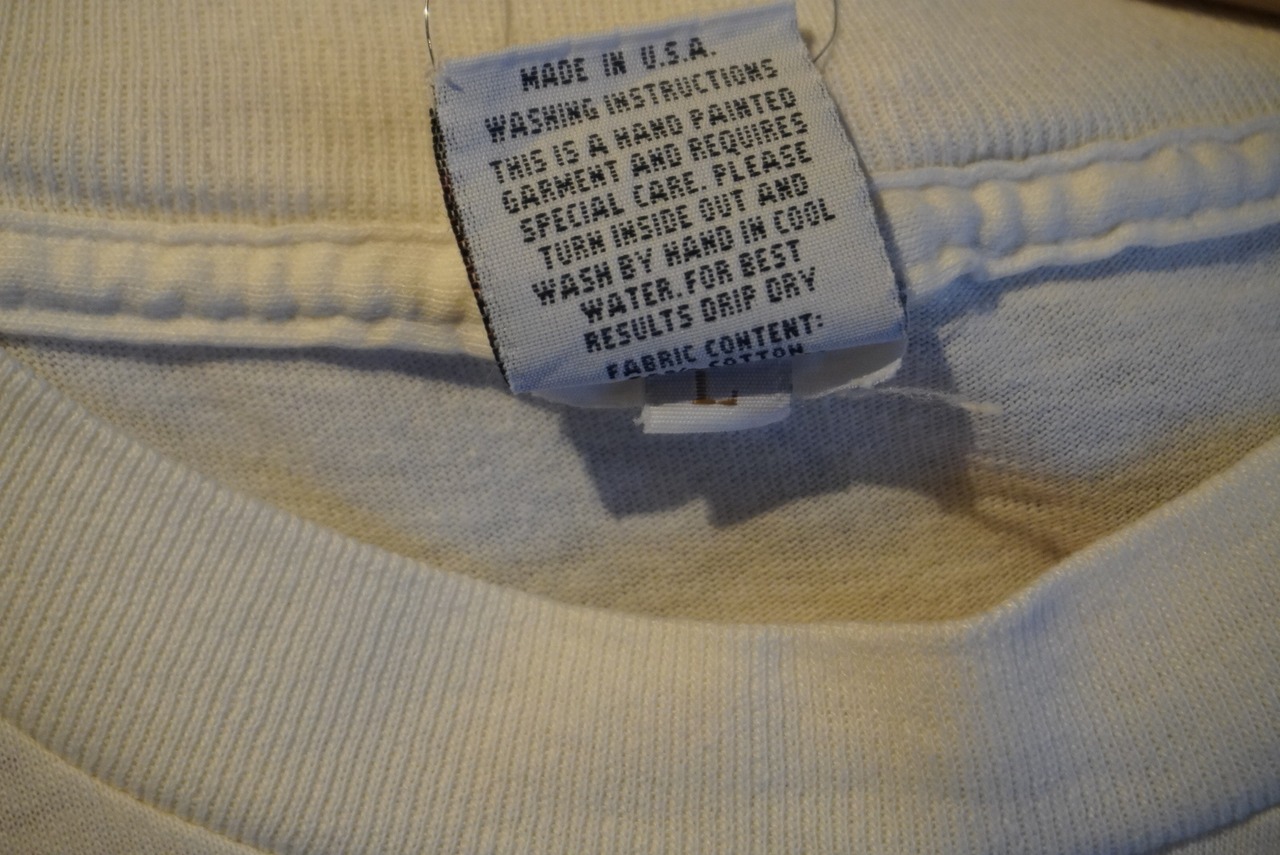 MADE IN U.S.A.
WASHING INSTRUCTIONS
THIS IS A HAND PAINTED
GARMENT AND REQUIRES
SPECIAL CARE. PLEASE
TURN INSIDE OUT AND
WASH BY HAND IN COOL
WATER. FOR BEST
RESULTS DRIP DRY
FABRIC CONTENT:
COTTON
L